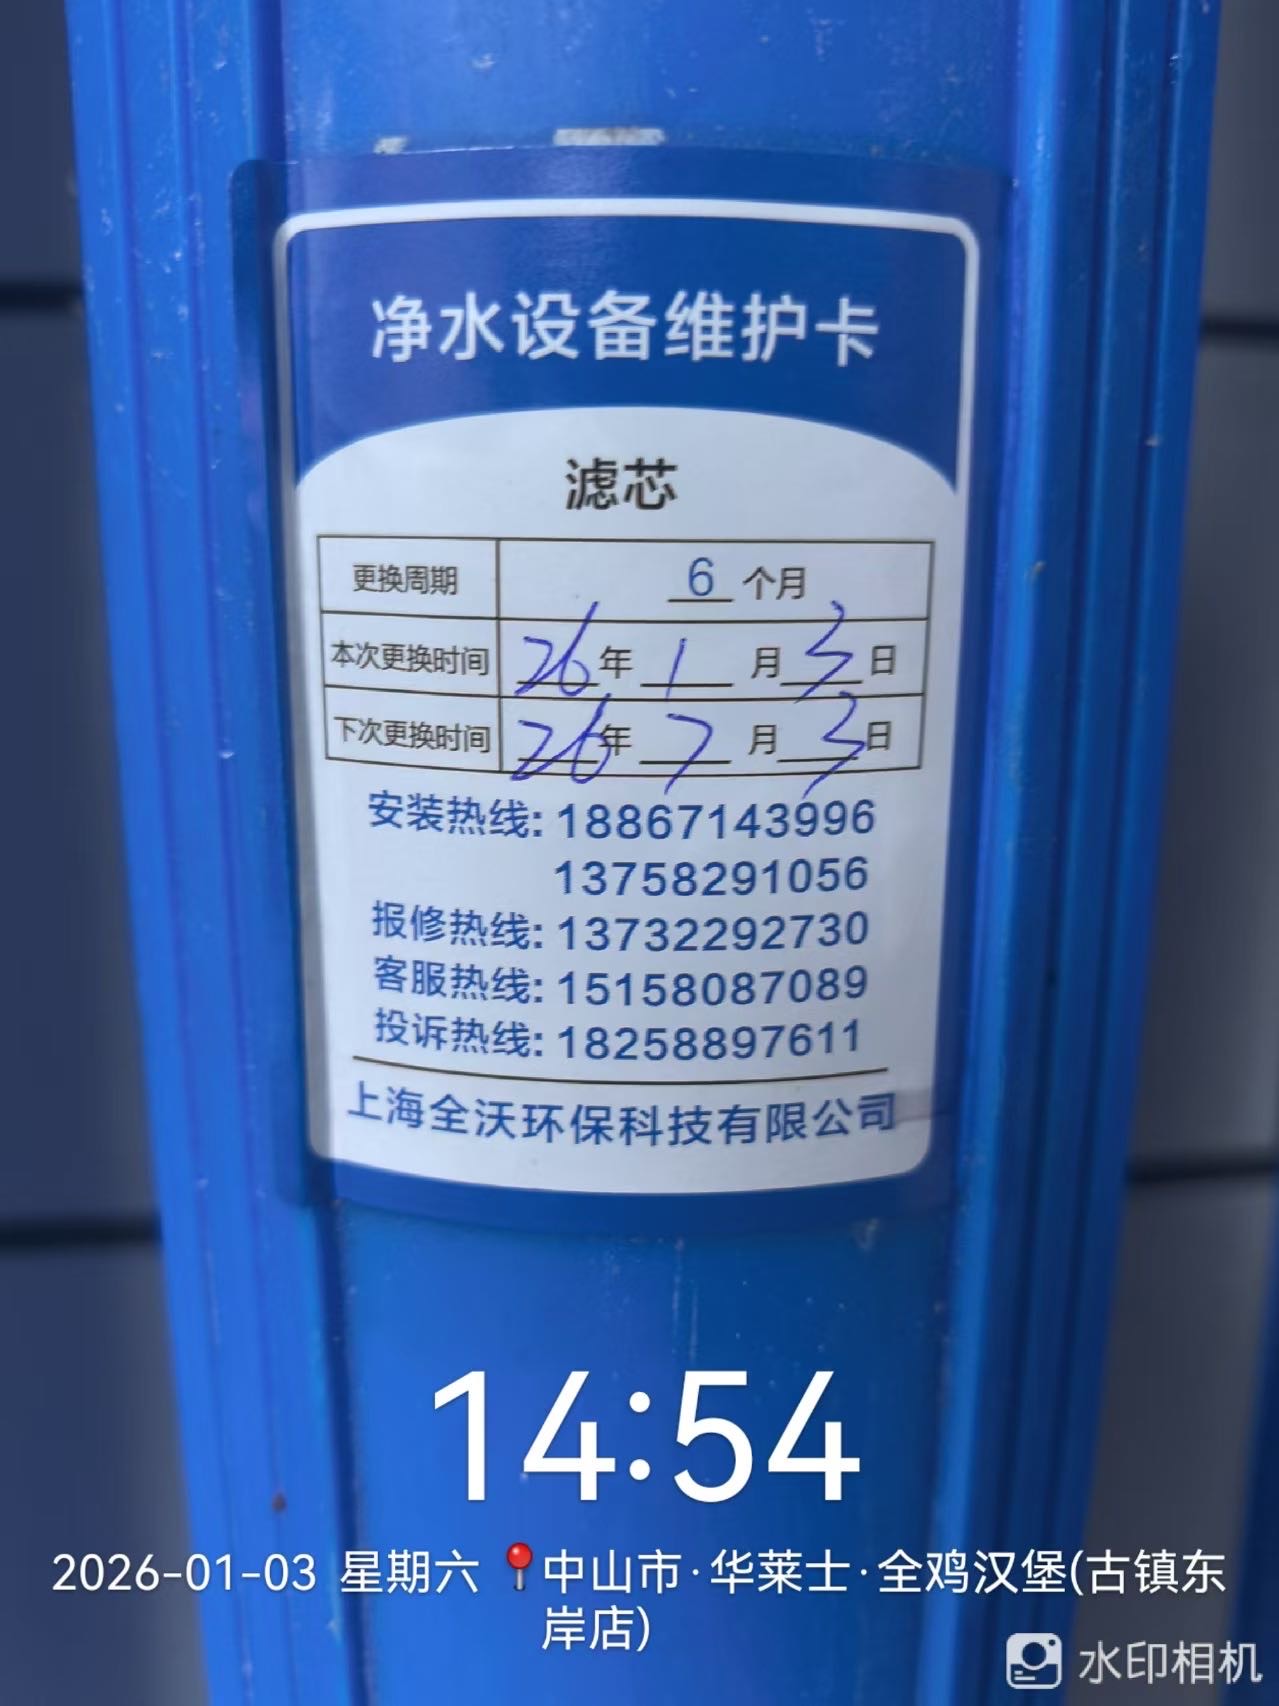 净水设备维护卡
滤芯
更换周期 6 个月
本次更换时间 26年 1 月 3 日
下次更换时间 26年 7 月 3 日
安装热线: 18867143996
13758291056
报修热线: 13732292730
客服热线: 15158087089
投诉热线: 18258897611
上海全沃环保科技有限公司
14:54
2026-01-03 星期六 📍中山市·华莱士·全鸡汉堡(古镇东
岸店)
水印相机